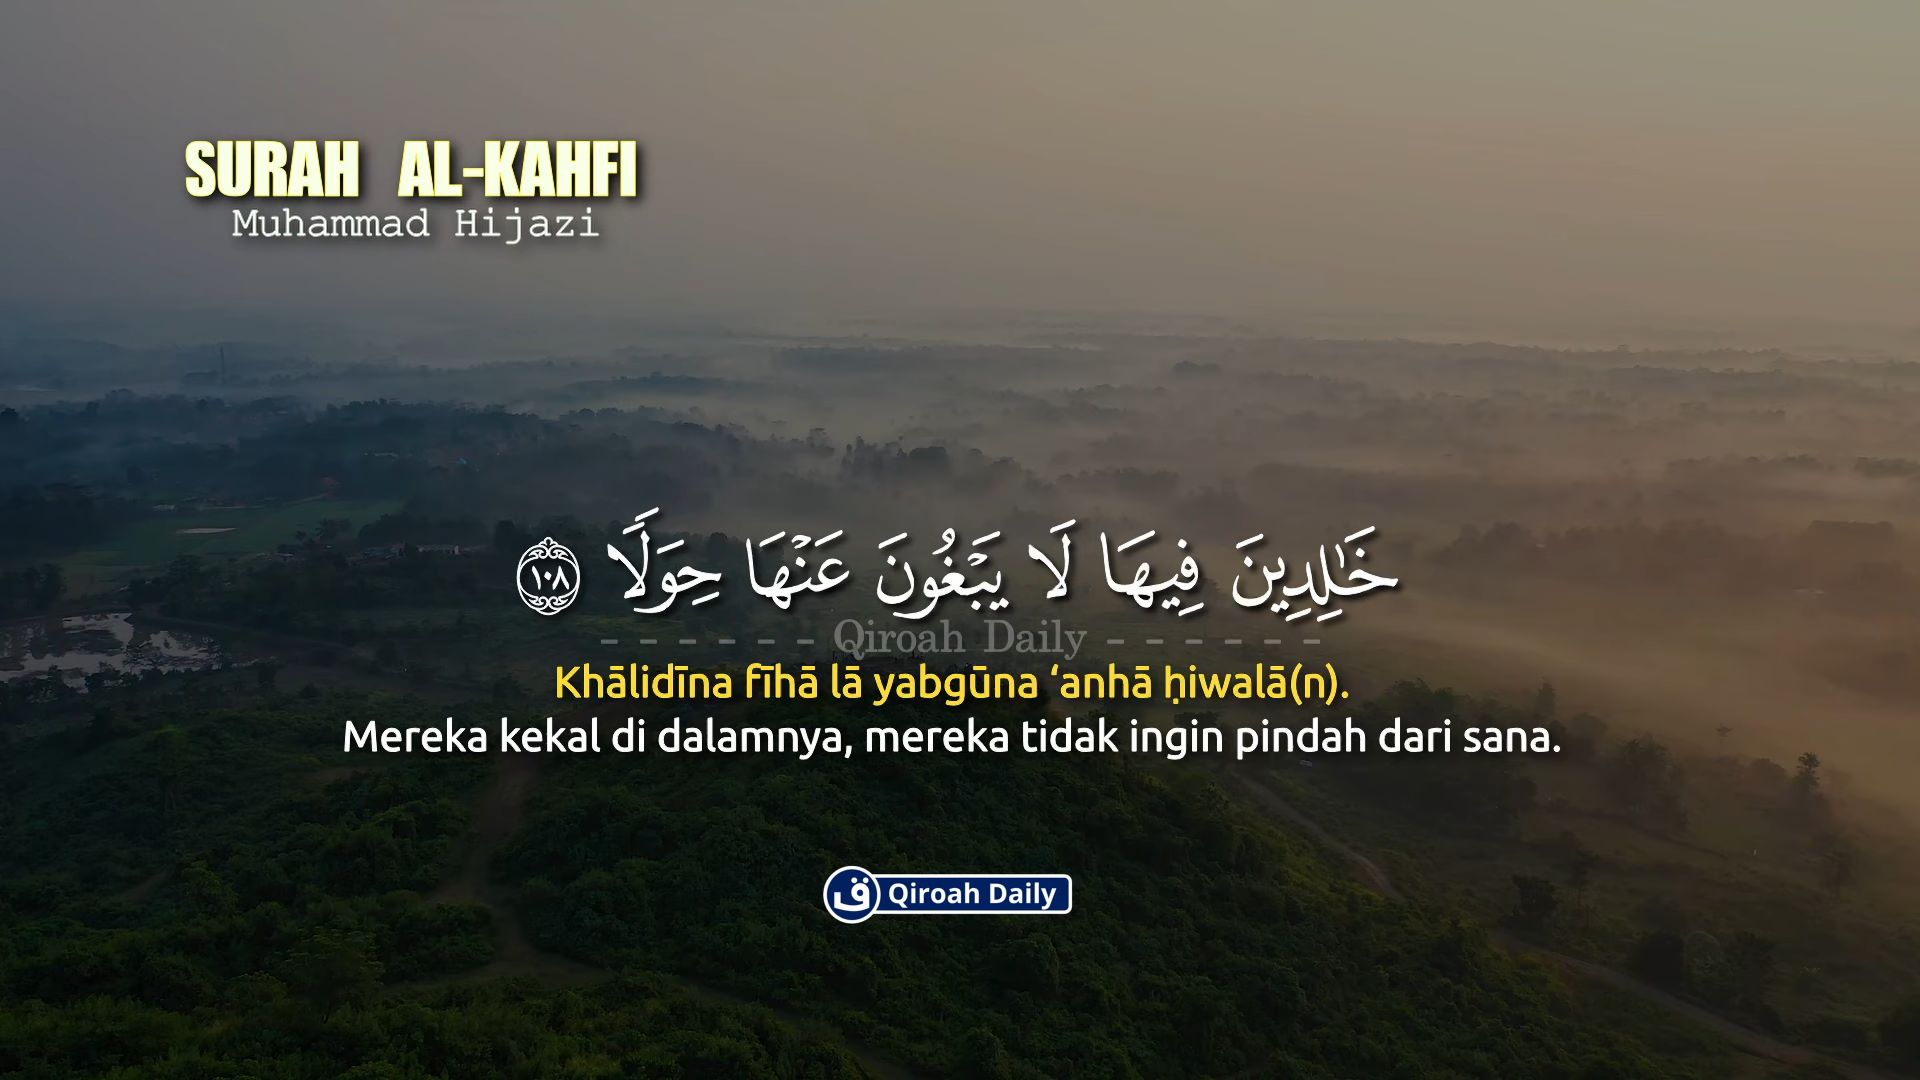 SURAH AL-KAHFI
Muhammad Hijazi
خَٰلِدِينَ فِيهَا لَا يَبْغُونَ عَنْهَا حِوَلًا ١٠٨
- - - - - - Qiroah Daily - - - - - -
Khālidīna fīhā lā yabgūna ‘anhā ḥiwalā(n).
Mereka kekal di dalamnya, mereka tidak ingin pindah dari sana.
ق Qiroah Daily